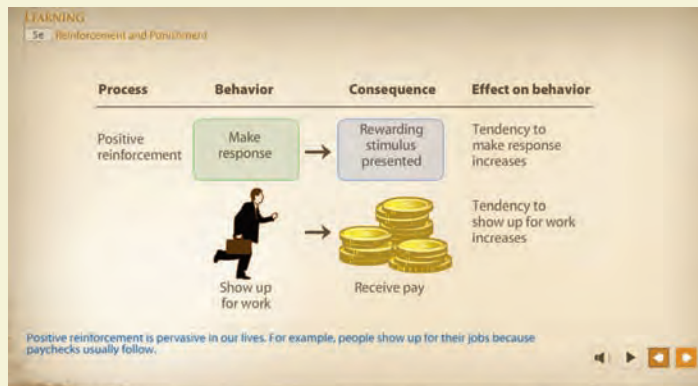 LEARNING
5e Reinforcement and Punishment
Process Behavior Consequence Effect on behavior
Positive
reinforcement
Make
response
Rewarding
stimulus
presented
Tendency to
make response
increases
Show up
for work
Receive pay
Tendency to
show up for work
increases
Positive reinforcement is pervasive in our lives. For example, people show up for their jobs because
paychecks usually follow.